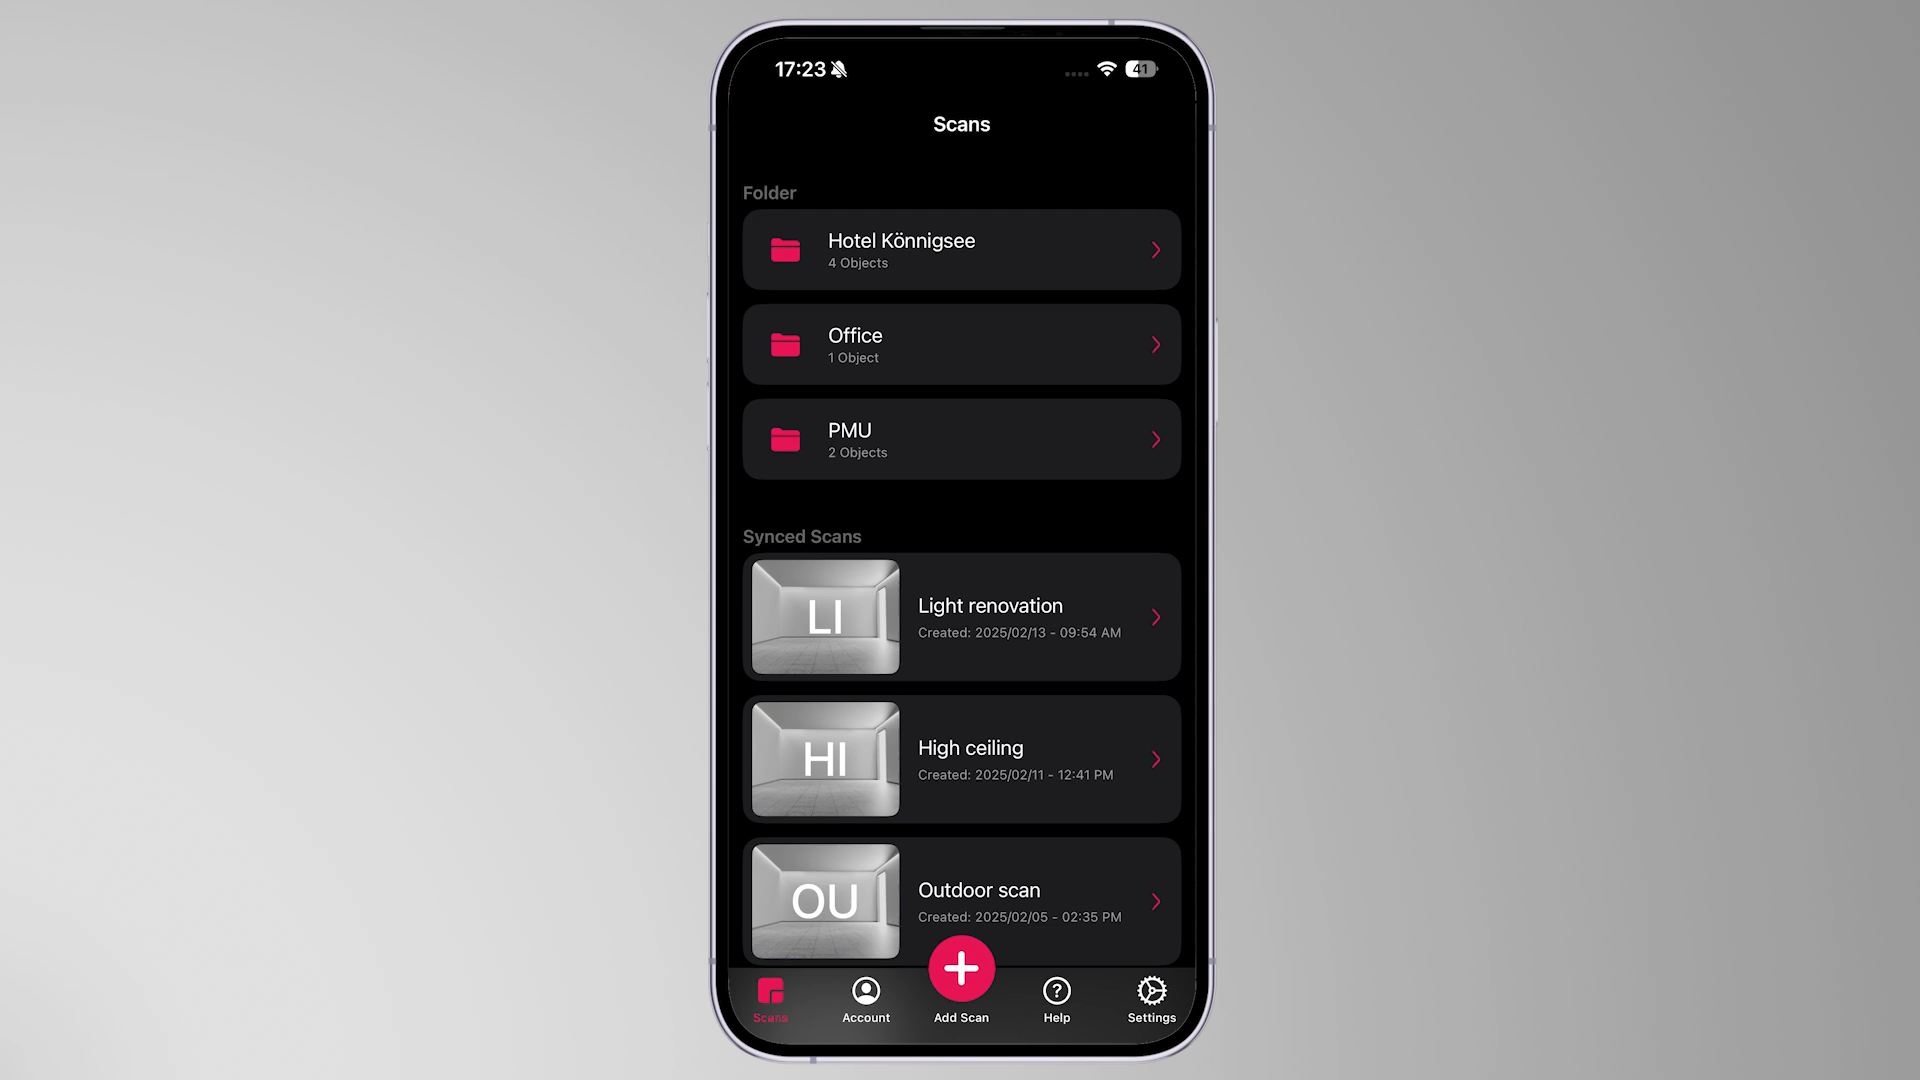 17:23
41
Scans
Folder
Hotel Könnigsee
4 Objects
Office
1 Object
PMU
2 Objects
Synced Scans
LI
Light renovation
Created: 2025/02/13 - 09:54 AM
HI
High ceiling
Created: 2025/02/11 - 12:41 PM
OU
Outdoor scan
Created: 2025/02/05 - 02:35 PM
Scans
Account
Add Scan
Help
Settings